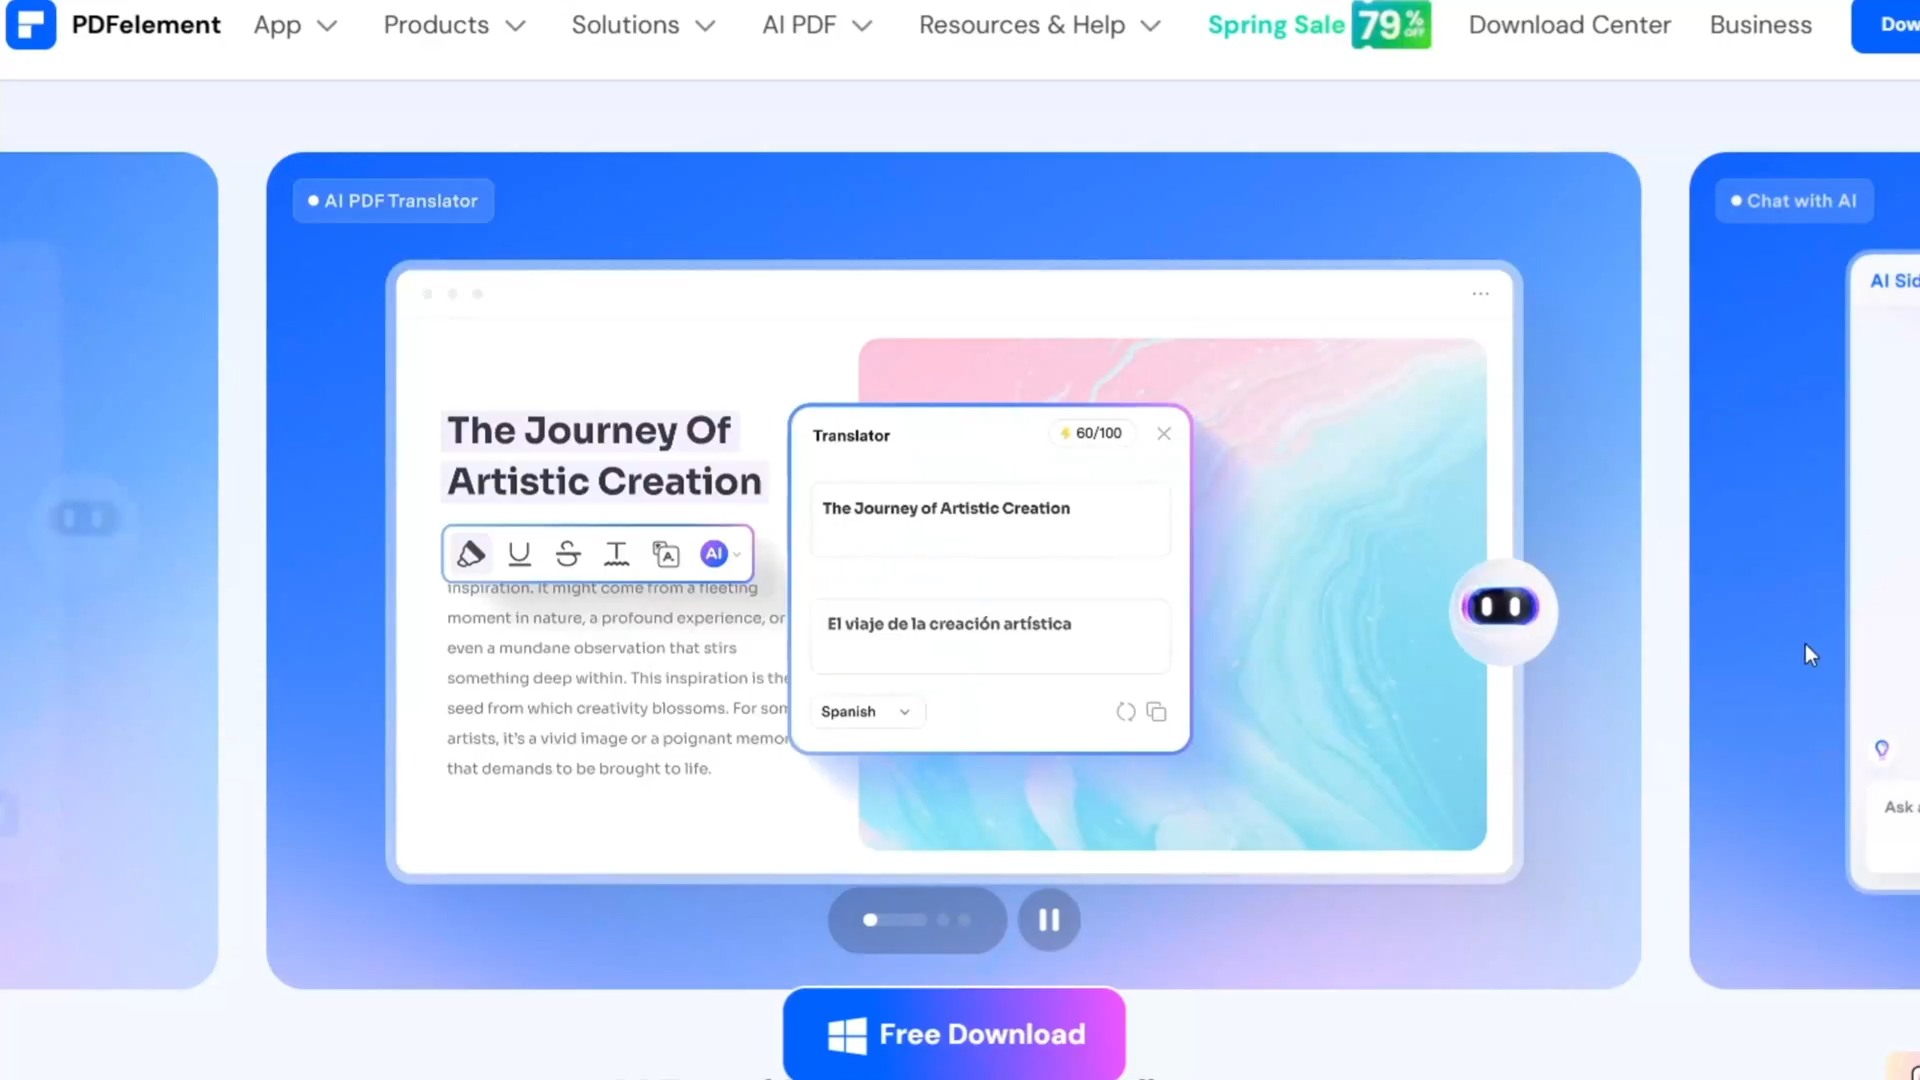 PDFelement App Products Solutions AI PDF Resources & Help Spring Sale 79% OFF Download Center Business
AI PDF Translator
Chat with AI
The Journey Of
Artistic Creation
AI
inspiration. It might come from a fleeting
moment in nature, a profound experience, or
even a mundane observation that stirs
something deep within. This inspiration is the
seed from which creativity blossoms. For
artists, it's a vivid image or a poignant
that demands to be brought to life.
Translator 60/100
The Journey of Artistic Creation
El viaje de la creación artística
Spanish
AI
Ask
Free Download